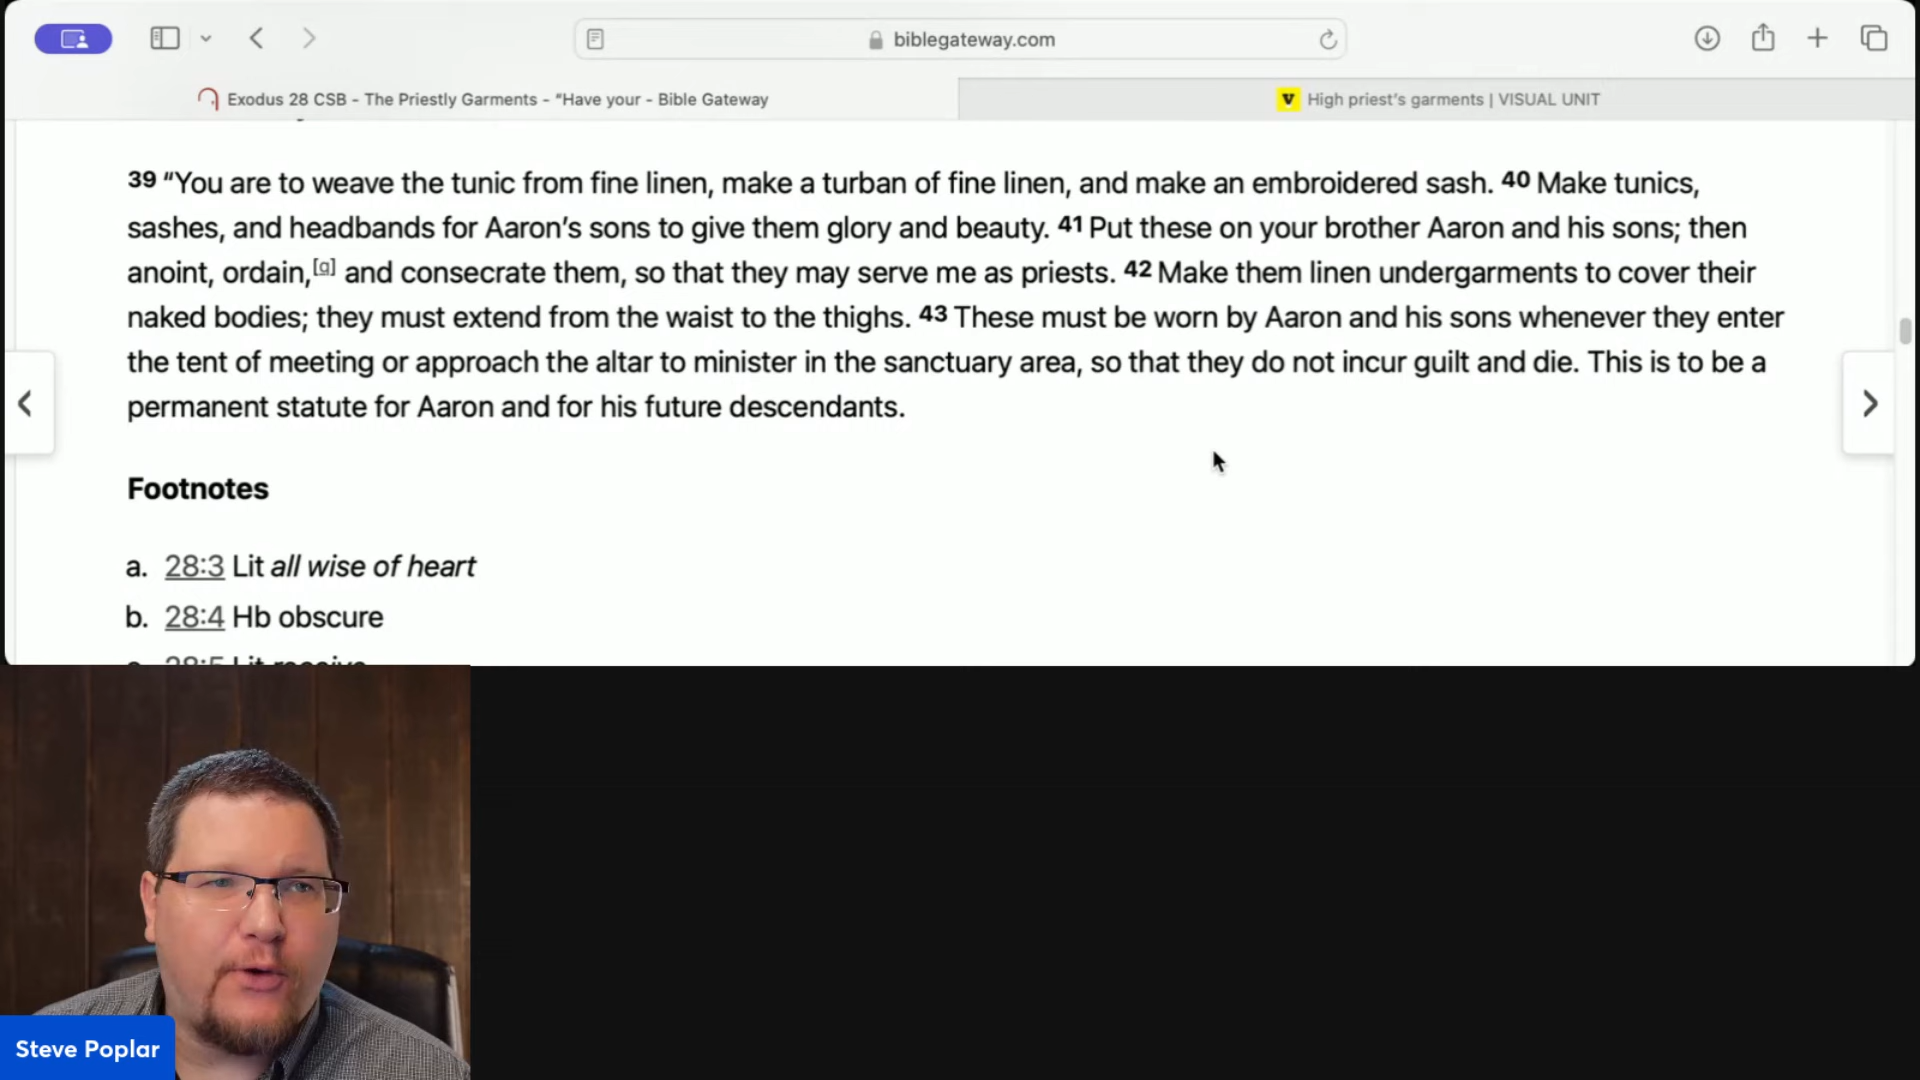 biblegateway.com
Exodus 28 CSB - The Priestly Garments - “Have your - Bible Gateway
High priest’s garments | VISUAL UNIT
39 “You are to weave the tunic from fine linen, make a turban of fine linen, and make an embroidered sash. 40 Make tunics,
sashes, and headbands for Aaron’s sons to give them glory and beauty. 41 Put these on your brother Aaron and his sons; then
anoint, ordain,[q] and consecrate them, so that they may serve me as priests. 42 Make them linen undergarments to cover their
naked bodies; they must extend from the waist to the thighs. 43 These must be worn by Aaron and his sons whenever they enter
the tent of meeting or approach the altar to minister in the sanctuary area, so that they do not incur guilt and die. This is to be a
permanent statute for Aaron and for his future descendants.
Footnotes
a. 28:3 Lit all wise of heart
b. 28:4 Hb obscure
28:5 Lit receive
Steve Poplar